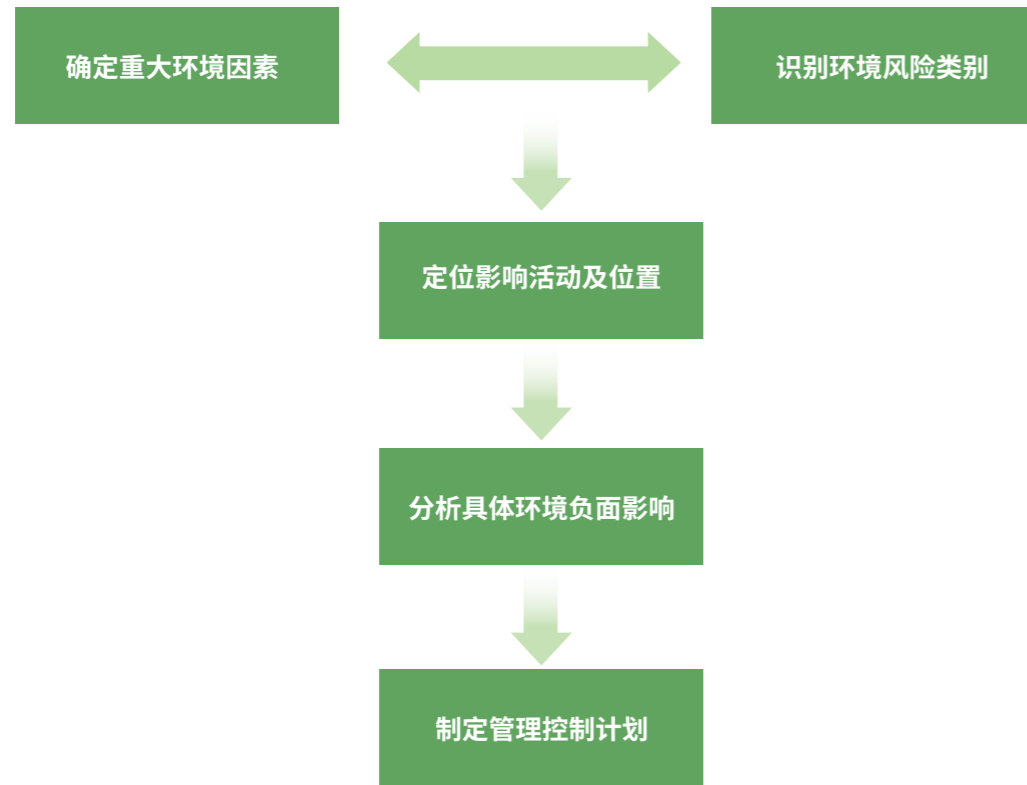 确定重大环境因素
识别环境风险类别
定位影响活动及位置
分析具体环境负面影响
制定管理控制计划